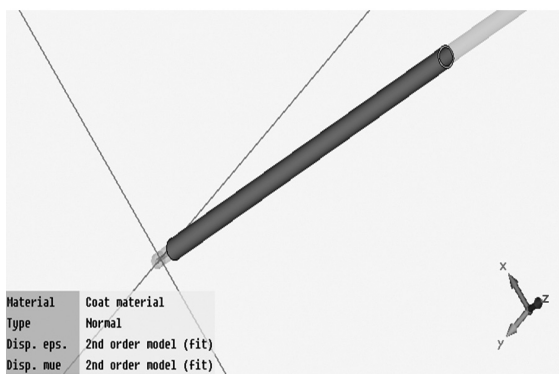 x
z
y
Material Coat material
Type Normal
Disp. eps. 2nd order model (fit)
Disp. mue 2nd order model (fit)